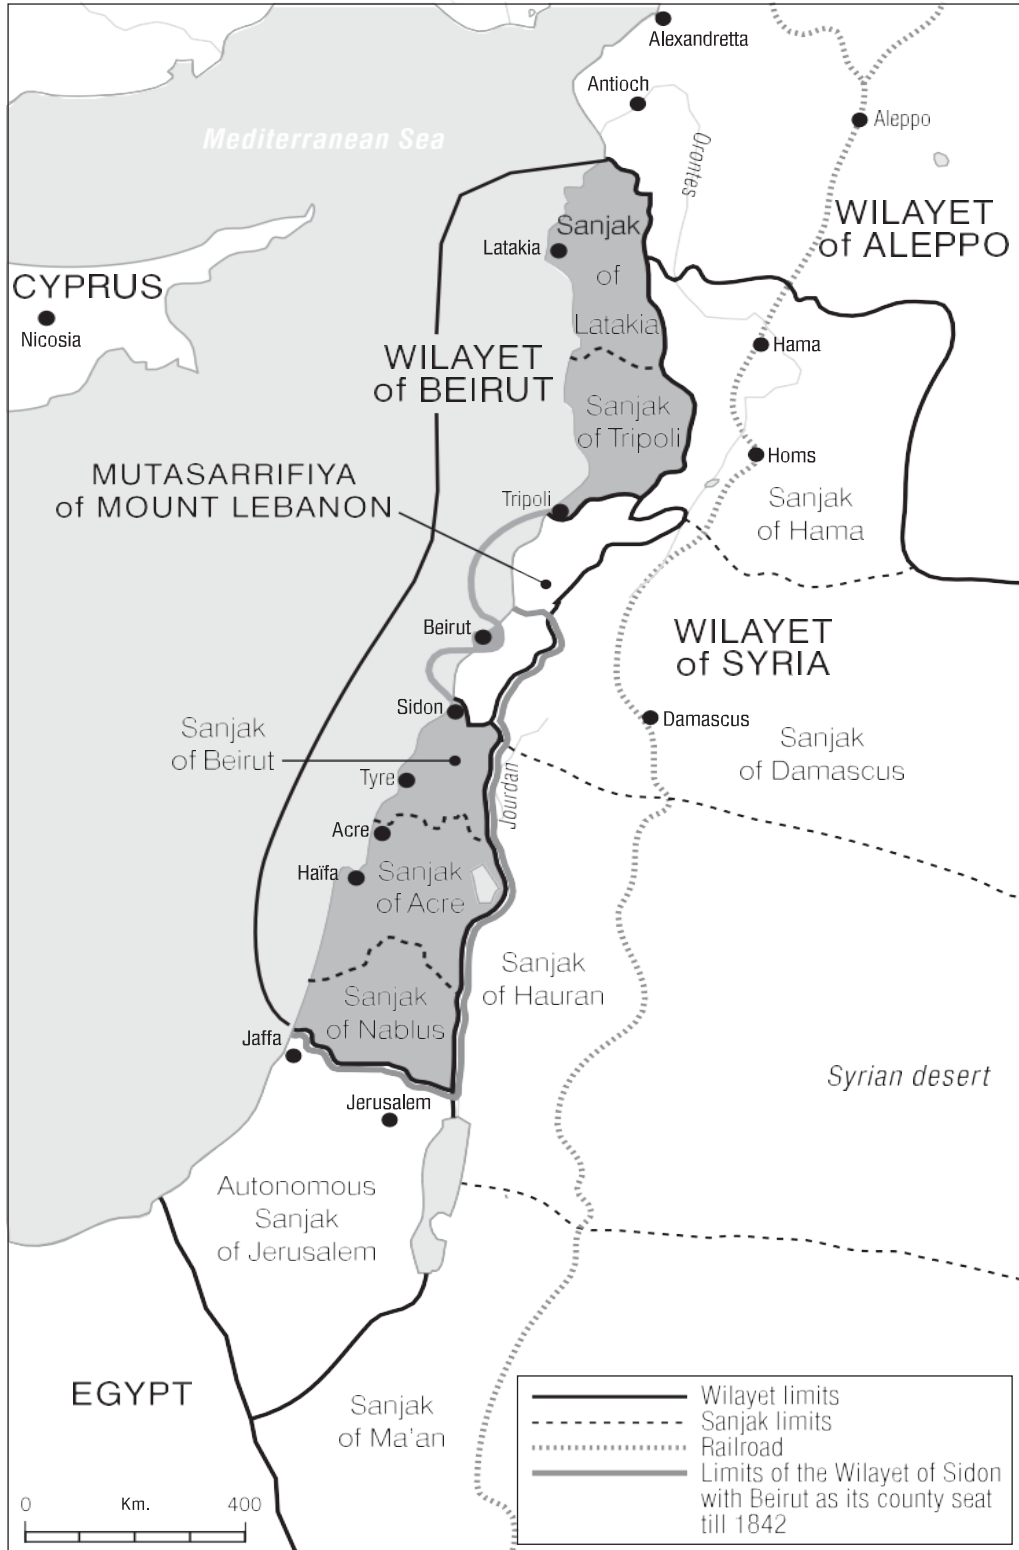 Alexandretta
Antioch
Aleppo
Mediterranean Sea
Orontes
WILAYET
of ALEPPO
Sanjak
of
Latakia
Latakia
CYPRUS
Nicosia
Hama
WILAYET
of BEIRUT
Sanjak
of Tripoli
Homs
MUTASARRIFIYA
of MOUNT LEBANON
Tripoli
Sanjak
of Hama
Beirut
WILAYET
of SYRIA
Sidon
Damascus
Sanjak
of Beirut
Sanjak
of Damascus
Tyre
Jourdan
Acre
Haïfa
Sanjak
of Acre
Sanjak
of Hauran
Sanjak
of Nablus
Jaffa
Syrian desert
Jerusalem
Autonomous
Sanjak
of Jerusalem
EGYPT
Sanjak
of Ma'an
Wilayet limits
Sanjak limits
Railroad
Limits of the Wilayet of Sidon
with Beirut as its county seat
till 1842
0 Km. 400